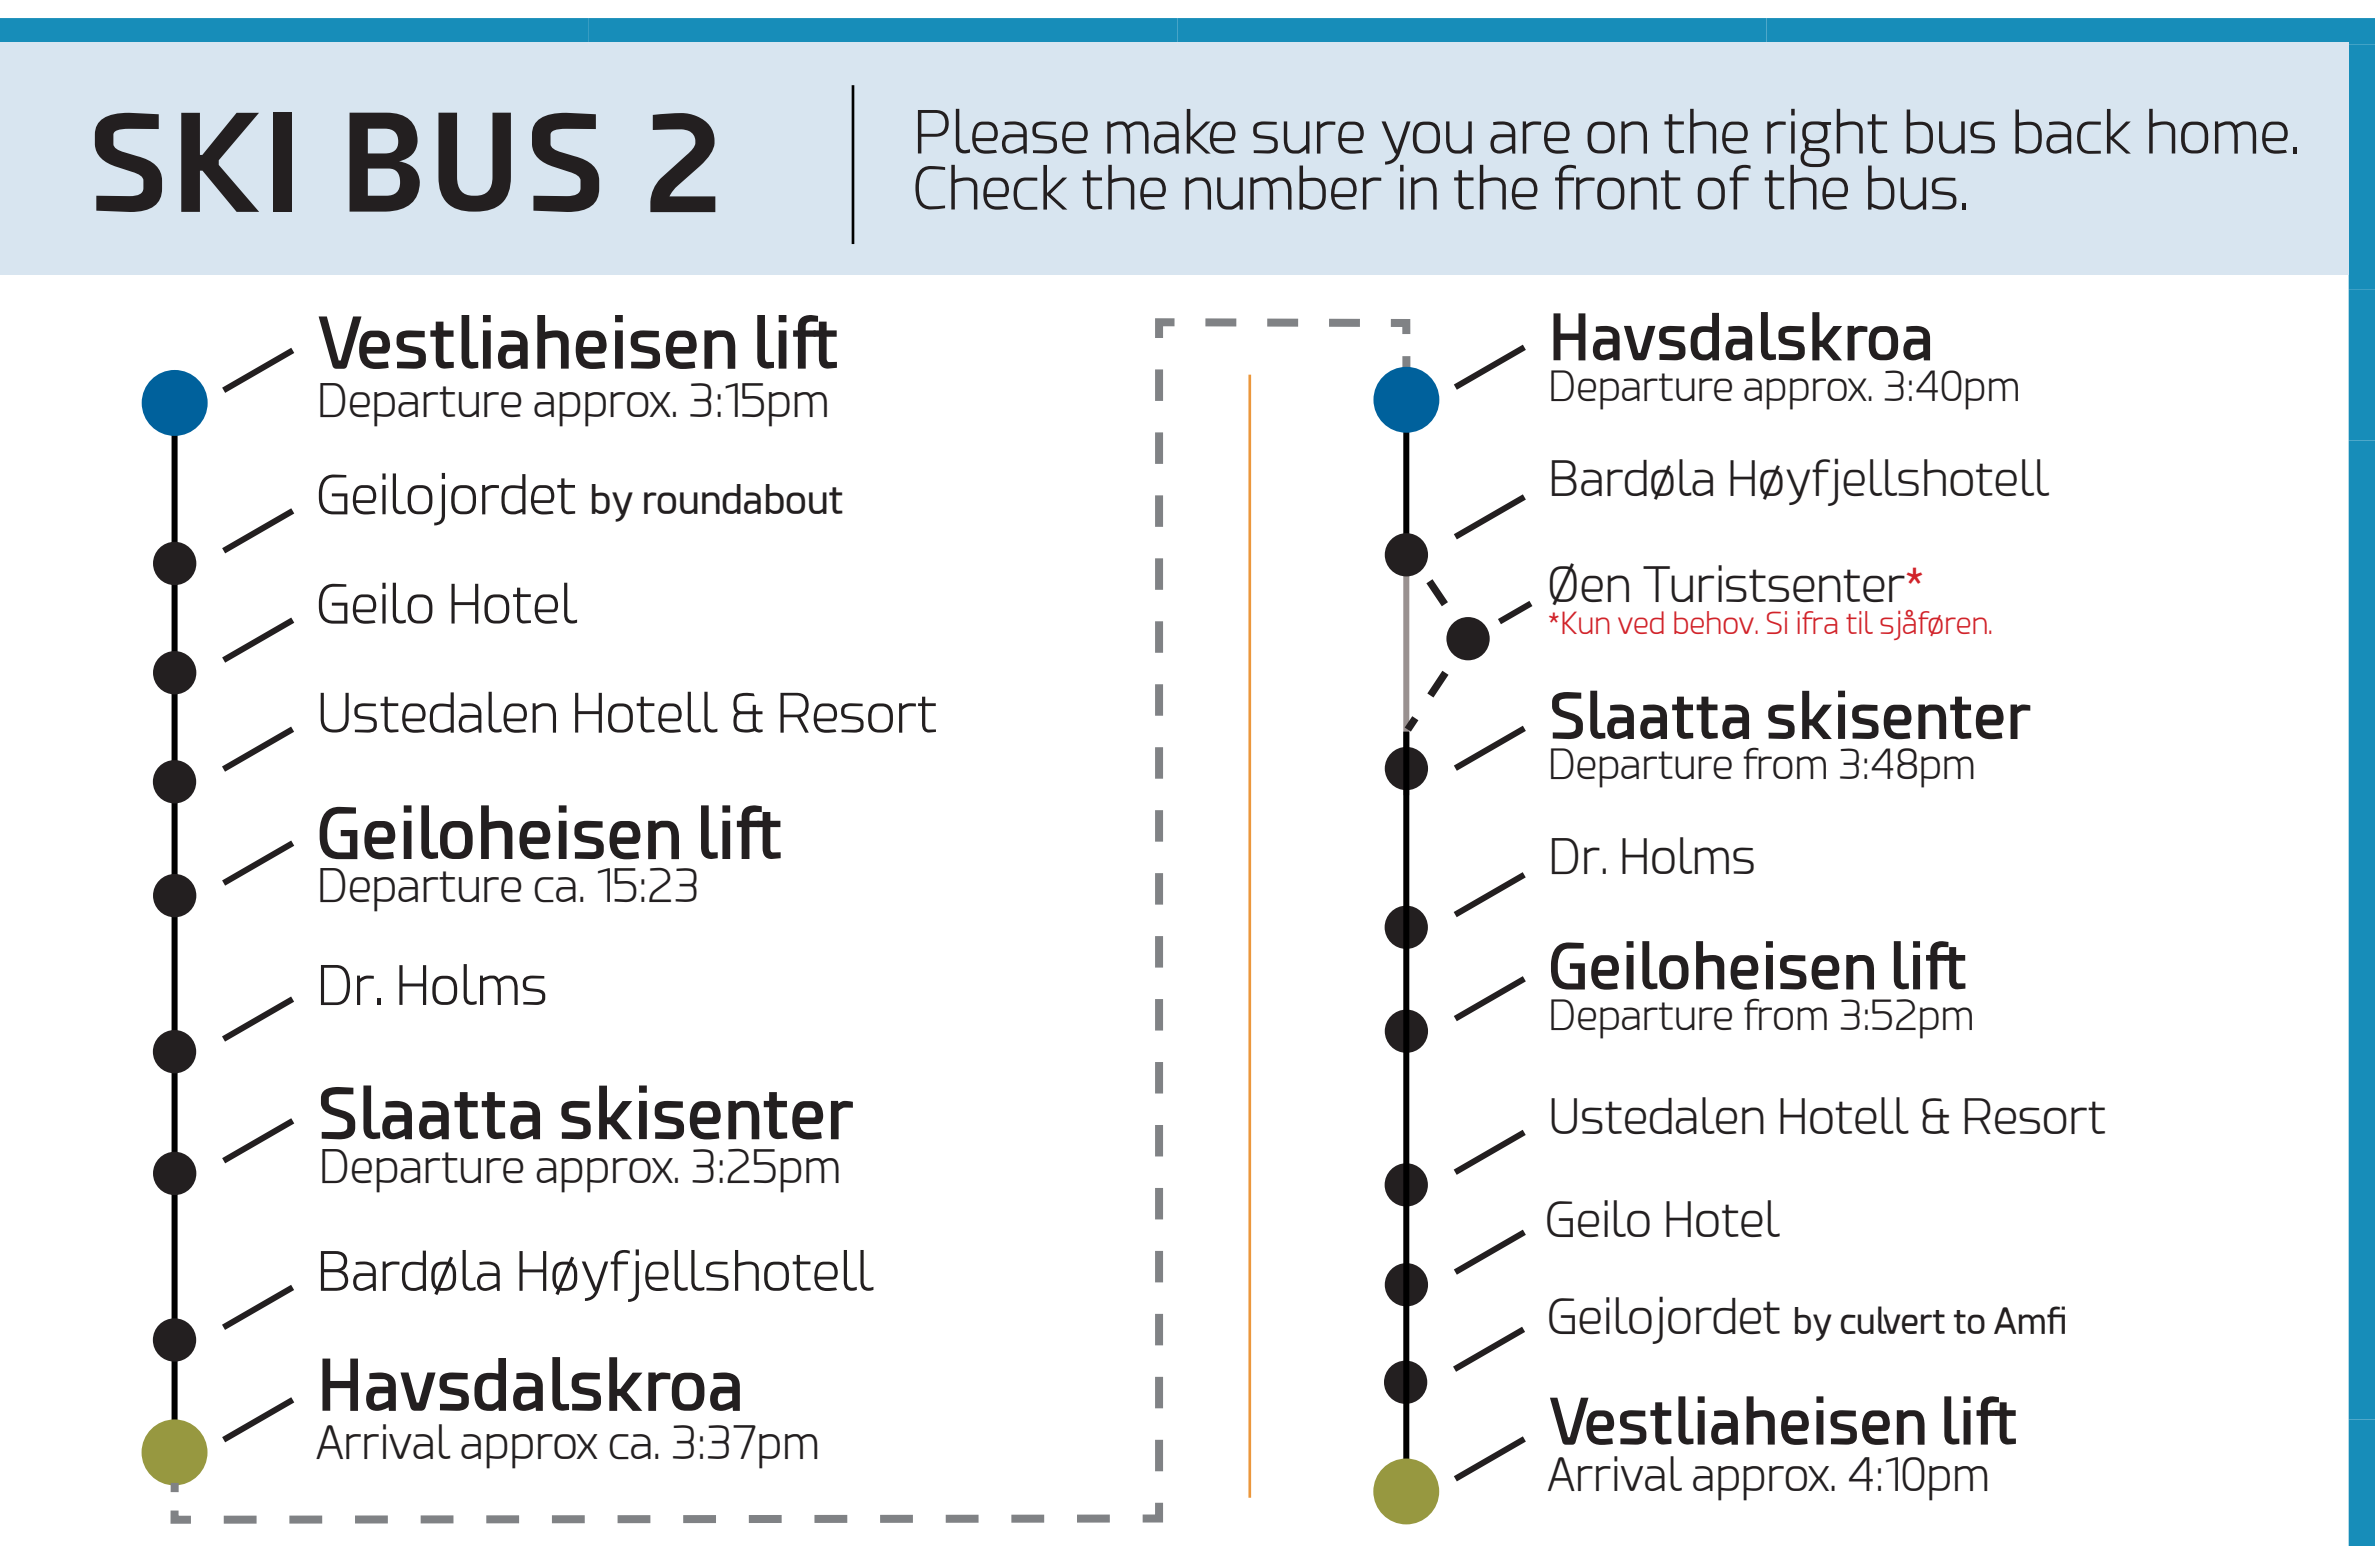 SKI BUS 2
Please make sure you are on the right bus back home.
Check the number in the front of the bus.
Vestliaheisen lift
Departure approx. 3:15pm
Geilojordet by roundabout
Geilo Hotel
Ustedalen Hotell & Resort
Geiloheisen lift
Departure ca. 15:23
Dr. Holms
Slaatta skisenter
Departure approx. 3:25pm
Bardøla Høyfjellshotell
Havsdalskroa
Arrival approx ca. 3:37pm
Havsdalskroa
Departure approx. 3:40pm
Bardøla Høyfjellshotell
Øen Turistsenter*
*Kun ved behov. Si ifra til sjåføren.
Slaatta skisenter
Departure from 3:48pm
Dr. Holms
Geiloheisen lift
Departure from 3:52pm
Ustedalen Hotell & Resort
Geilo Hotel
Geilojordet by culvert to Amfi
Vestliaheisen lift
Arrival approx. 4:10pm